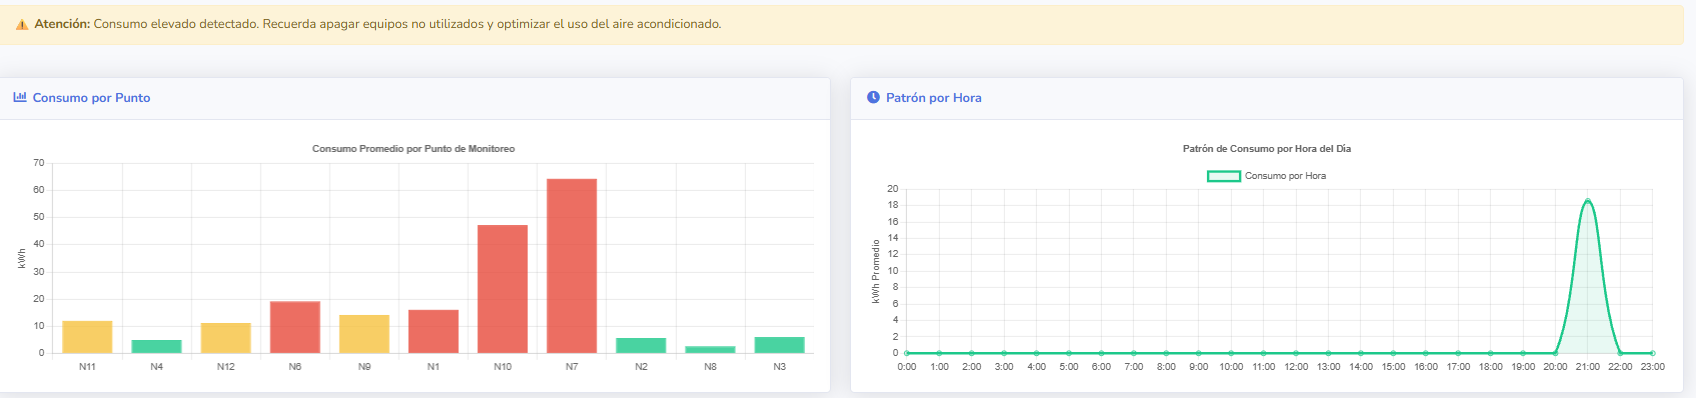 Atención: Consumo elevado detectado. Recuerda apagar equipos no utilizados y optimizar el uso del aire acondicionado.
Consumo por Punto
Consumo Promedio por Punto de Monitoreo
kWh
70
60
50
40
30
20
10
0
N11 N4 N12 N6 N9 N1 N10 N7 N2 N8 N3
Patrón por Hora
Patrón de Consumo por Hora del Día
Consumo por Hora
kWh Promedio
20
18
16
14
12
10
8
6
4
2
0
0:00 1:00 2:00 3:00 4:00 5:00 6:00 7:00 8:00 9:00 10:00 11:00 12:00 13:00 14:00 15:00 16:00 17:00 18:00 19:00 20:00 21:00 22:00 23:00